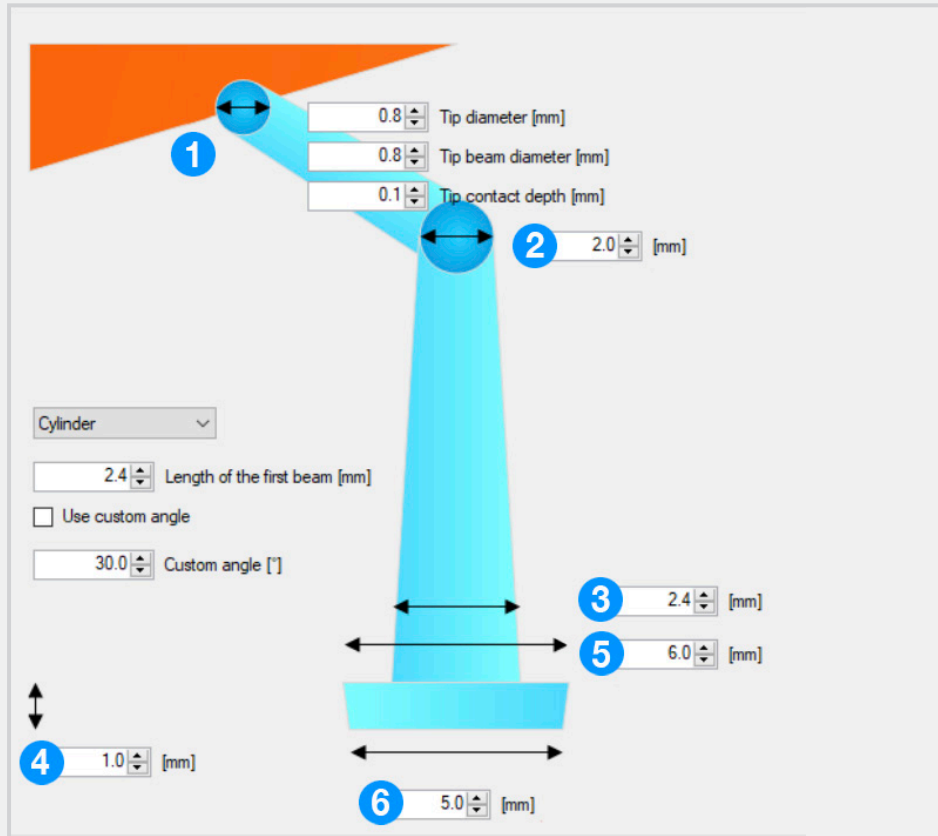 0.8 Tip diameter [mm]
1
0.8 Tip beam diameter [mm]
0.1 Tip contact depth [mm]
2 2.0 [mm]
Cylinder
2.4 Length of the first beam [mm]
Use custom angle
30.0 Custom angle [°]
3 2.4 [mm]
5 6.0 [mm]
4 1.0 [mm]
6 5.0 [mm]